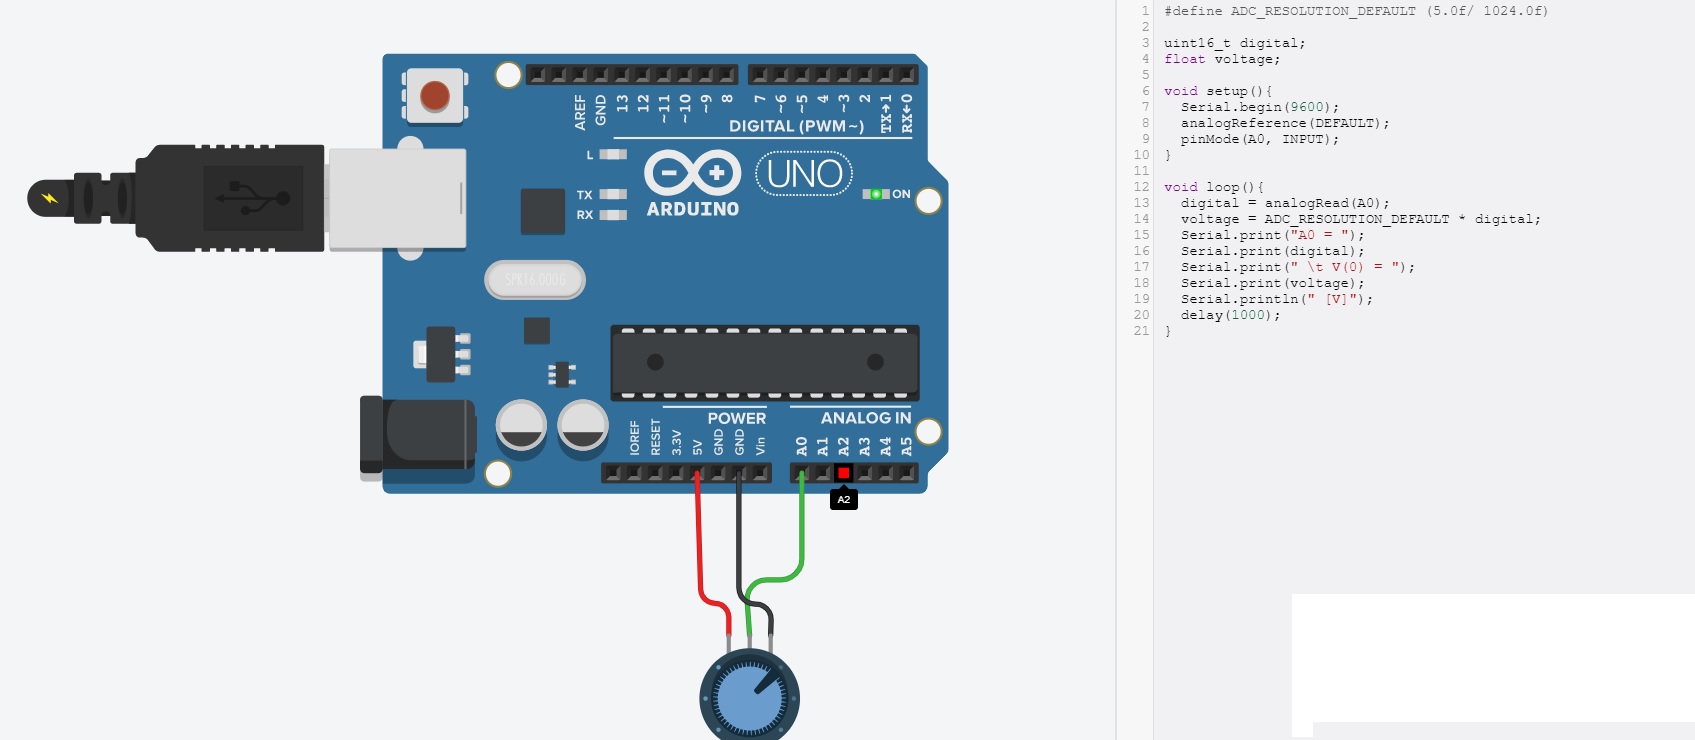 AREF
GND
13
12
~11
~10
~9
8
7
~6
~5
4
~3
2
TX→1
RX←0
DIGITAL (PWM~)
L
TX
RX
ARDUINO
UNO
ON
SPK16.000G
POWER
ANALOG IN
IOREF
RESET
3.3V
5V
GND
GND
Vin
A0
A1
A2
A3
A4
A5
A2
1 #define ADC_RESOLUTION_DEFAULT (5.0f/ 1024.0f)
2
3 uint16_t digital;
4 float voltage;
5
6 void setup(){
7   Serial.begin(9600);
8   analogReference(DEFAULT);
9   pinMode(A0, INPUT);
10 }
11
12 void loop(){
13   digital = analogRead(A0);
14   voltage = ADC_RESOLUTION_DEFAULT * digital;
15   Serial.print("A0 = ");
16   Serial.print(digital);
17   Serial.print(" \t V(0) = ");
18   Serial.print(voltage);
19   Serial.println(" [V]");
20   delay(1000);
21 }